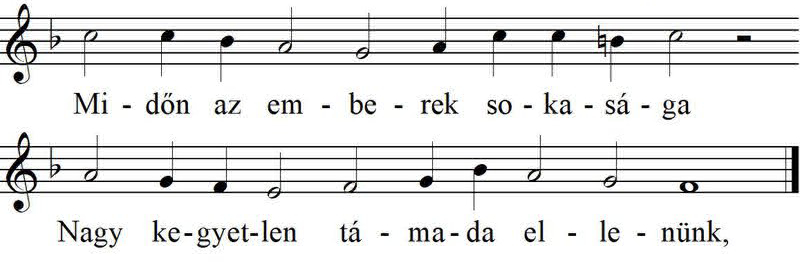 Mi - dőn az em - be - rek so - ka - sá - ga
Nagy ke - gyet - len tá - ma - da el - le - nünk,